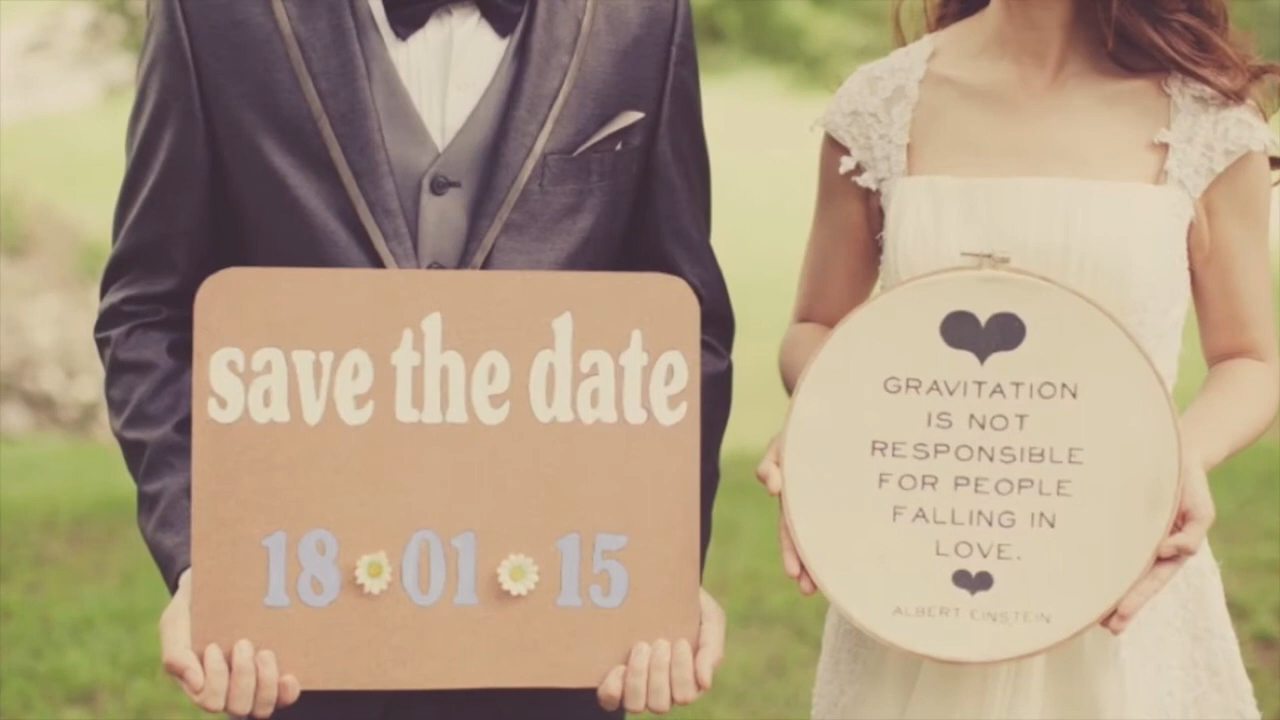 save the date
18 01 15
GRAVITATION
IS NOT
RESPONSIBLE
FOR PEOPLE
FALLING IN
LOVE.
ALBERT EINSTEIN